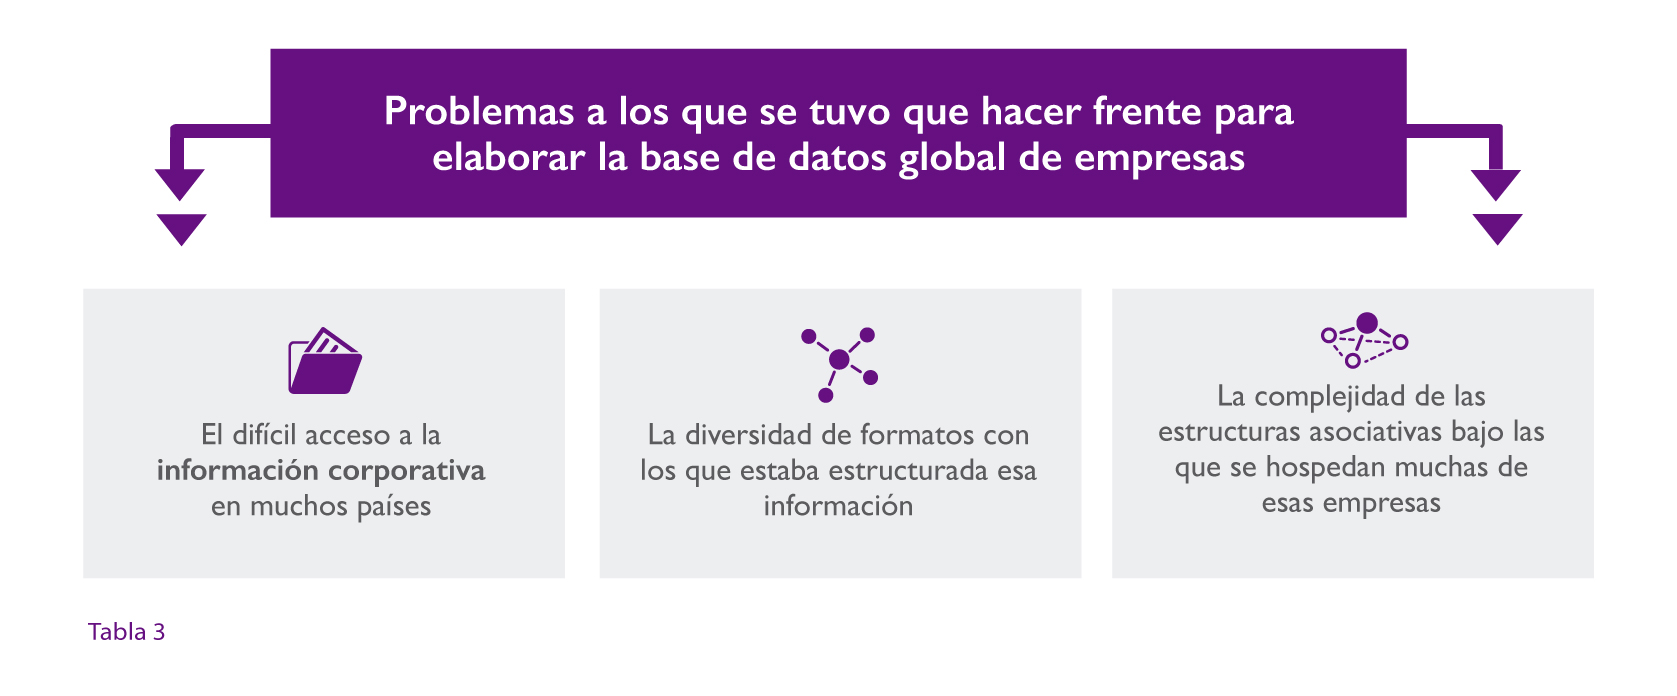 Problemas a los que se tuvo que hacer frente para
elaborar la base de datos global de empresas
El difícil acceso a la
información corporativa
en muchos países
La diversidad de formatos con
los que estaba estructurada esa
información
La complejidad de las
estructuras asociativas bajo las
que se hospedan muchas de
esas empresas
Tabla 3